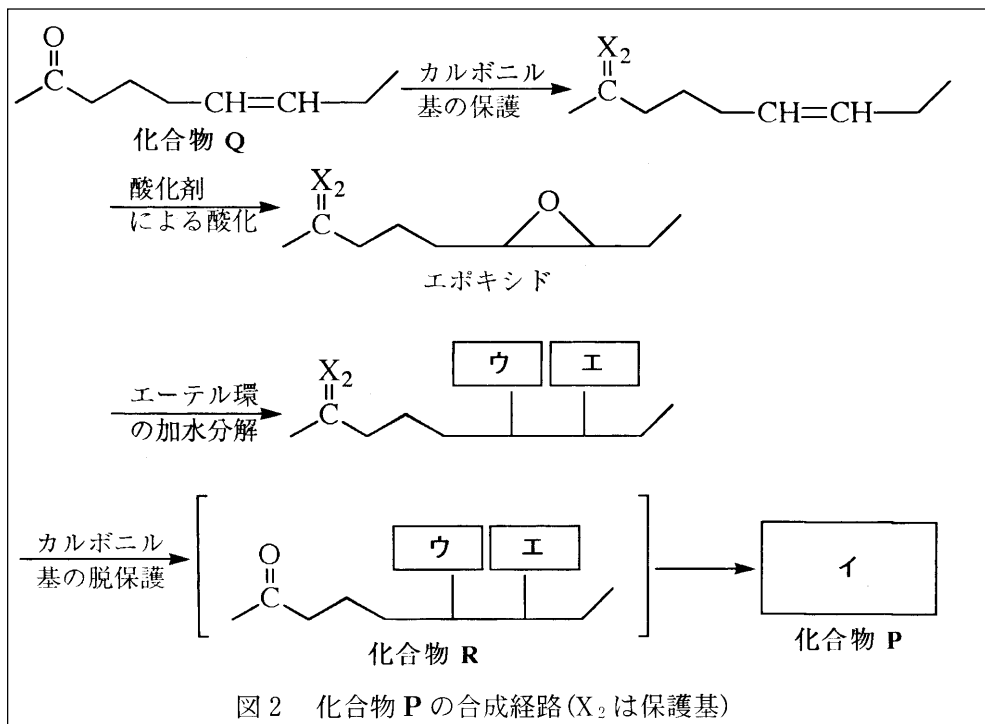 O
C
CH=CH
化合物 Q
カルボニル
基の保護
X₂
C
CH=CH
酸化剤
による酸化
X₂
C
O
エポキシド
エーテル環
の加水分解
X₂
C
ウ
エ
カルボニル
基の脱保護
O
C
ウ
エ
化合物 R
イ
化合物 P
図2 化合物Pの合成経路(X₂は保護基)